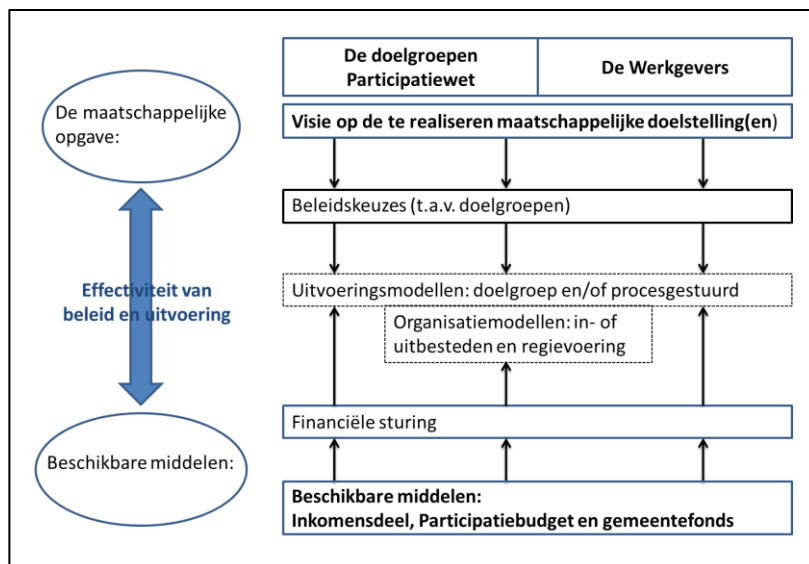 De doelgroepen
Participatiewet
De Werkgevers
De maatschappelijke
opgave:
Visie op de te realiseren maatschappelijke doelstelling(en)
Beleidskeuzes (t.a.v. doelgroepen)
Effectiviteit van
beleid en uitvoering
Uitvoeringsmodellen: doelgroep en/of procesgestuurd
Organisatiemodellen: in- of
uitbesteden en regievoering
Financiële sturing
Beschikbare middelen:
Beschikbare middelen:
Inkomensdeel, Participatiebudget en gemeentefonds